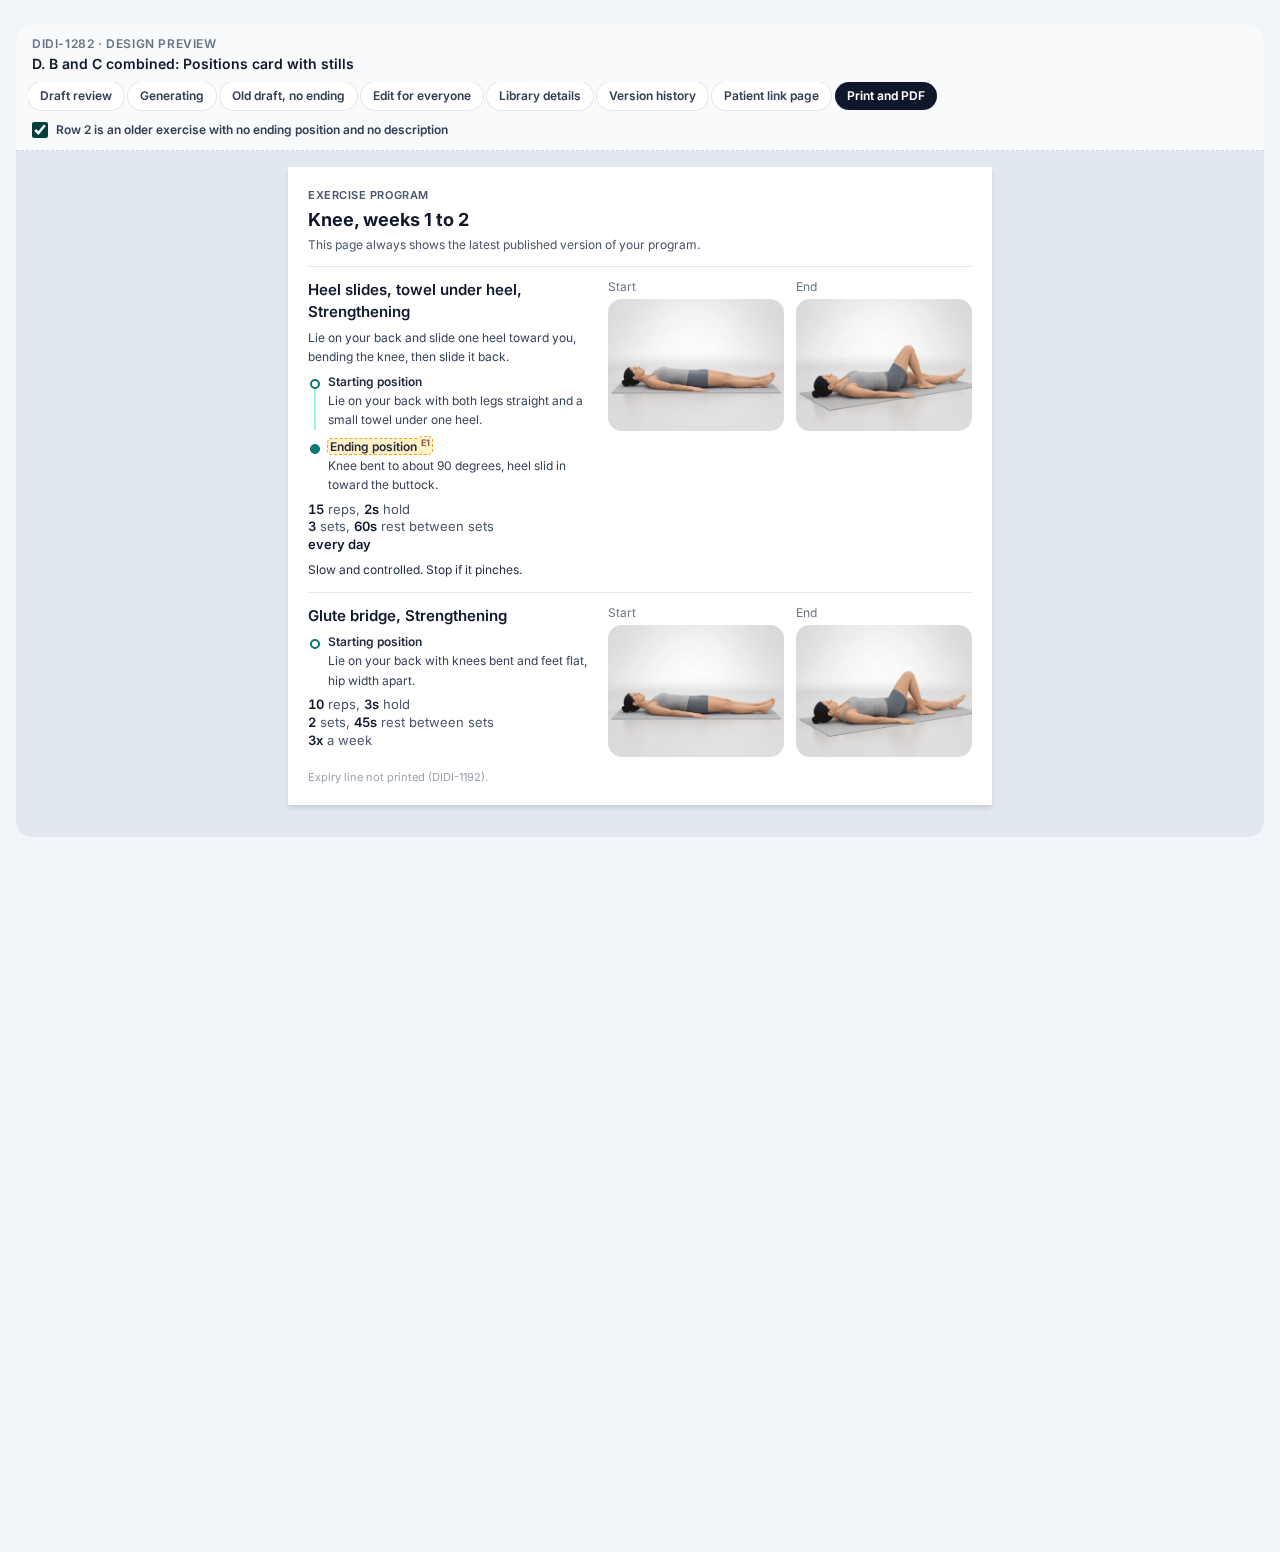 DIDI-1282 · DESIGN PREVIEW
D. B and C combined: Positions card with stills
Draft review
Generating
Old draft, no ending
Edit for everyone
Library details
Version history
Patient link page
Print and PDF
Row 2 is an older exercise with no ending position and no description
EXERCISE PROGRAM
Knee, weeks 1 to 2
This page always shows the latest published version of your program.
Heel slides, towel under heel,
Strengthening
Lie on your back and slide one heel toward you,
bending the knee, then slide it back.
Starting position
Lie on your back with both legs straight and a
small towel under one heel.
Ending position E1
Knee bent to about 90 degrees, heel slid in
toward the buttock.
15 reps, 2s hold
3 sets, 60s rest between sets
every day
Slow and controlled. Stop if it pinches.
Start
End
Glute bridge, Strengthening
Starting position
Lie on your back with knees bent and feet flat,
hip width apart.
10 reps, 3s hold
2 sets, 45s rest between sets
3x a week
Start
End
Expiry line not printed (DIDI-1192).